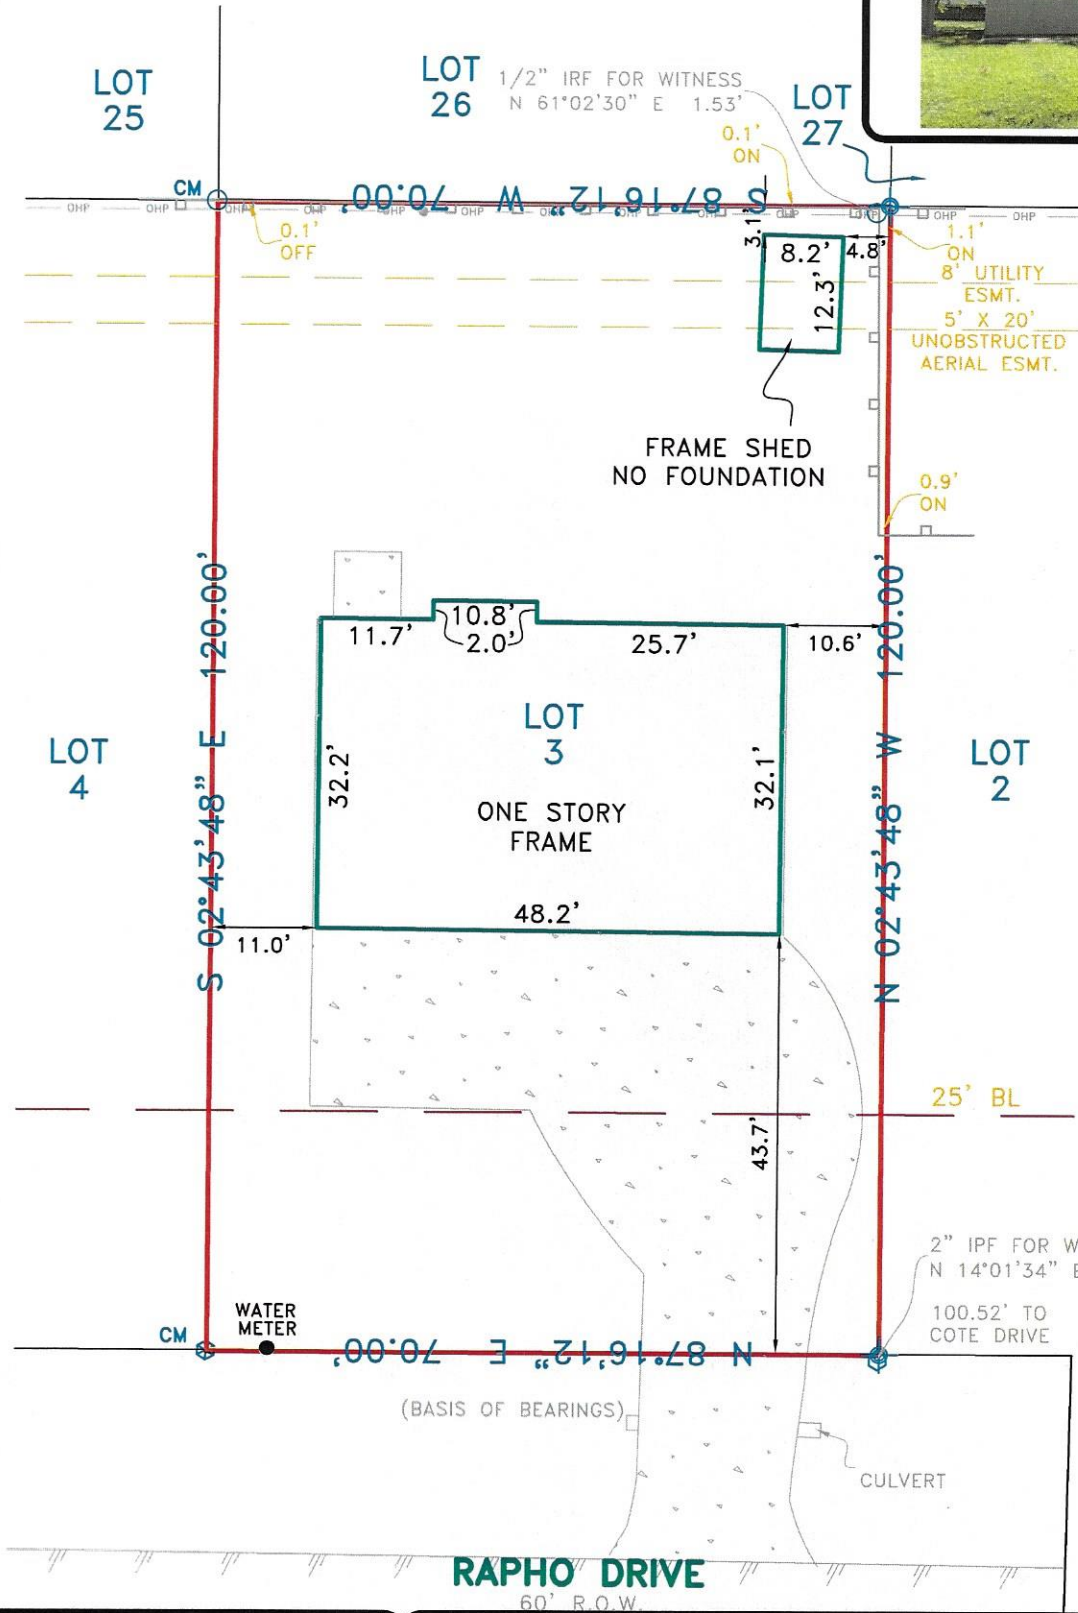 LOT
25
LOT
26
1/2" IRF FOR WITNESS
N 61°02'30" E 1.53'
LOT
27
0.1'
ON
CM
S 87°16'12" W 70.00'
OHP
OHP
OHP
OHP
OHP
OHP
OHP
OHP
OHP
OHP
0.1'
OFF
3.1'
8.2'
4.8'
12.3'
1.1'
ON
8' UTILITY
ESMT.
5' X 20'
UNOBSTRUCTED
AERIAL ESMT.
FRAME SHED
NO FOUNDATION
0.9'
ON
S 02°43'48" E 120.00'
N 02°43'48" W 120.00'
10.8'
2.0'
11.7'
25.7'
10.6'
LOT
3
LOT
4
LOT
2
32.2'
32.1'
ONE STORY
FRAME
48.2'
11.0'
25' BL
43.7'
2" IPF FOR W
N 14°01'34" E
100.52' TO
COTE DRIVE
WATER
METER
CM
N 87°16'12" E 70.00'
(BASIS OF BEARINGS)
CULVERT
RAPHO DRIVE
60' R.O.W.